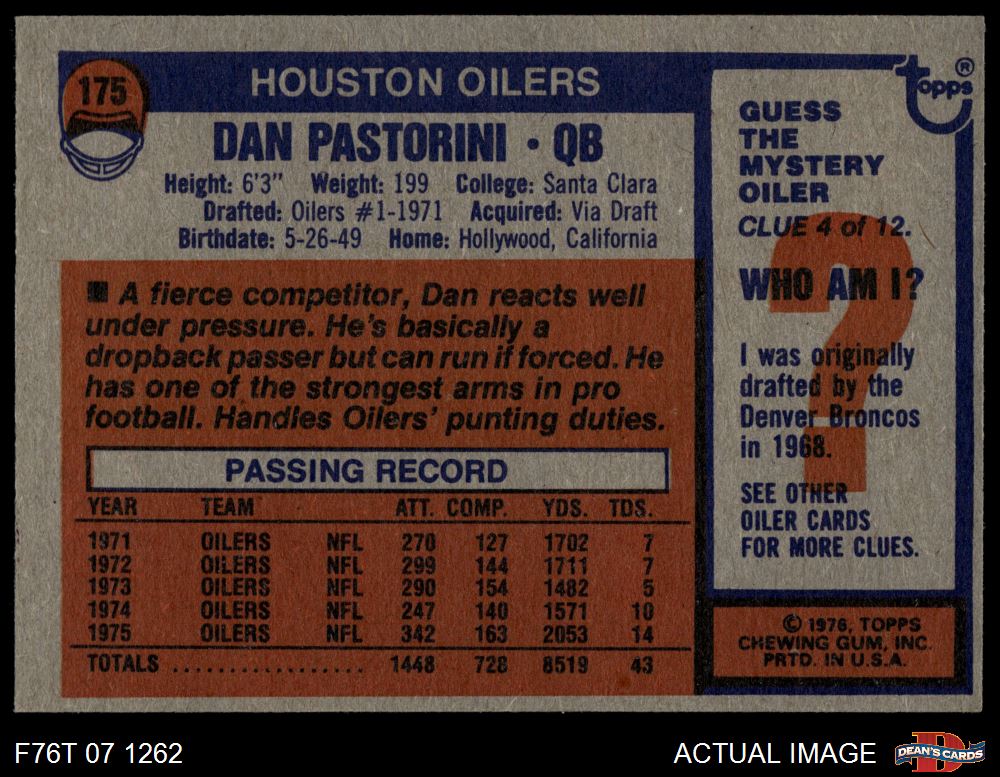 175
HOUSTON OILERS
DAN PASTORINI • QB
Height: 6'3" Weight: 199 College: Santa Clara
Drafted: Oilers #1-1971 Acquired: Via Draft
Birthdate: 5-26-49 Home: Hollywood, California
■ A fierce competitor, Dan reacts well
under pressure. He's basically a
dropback passer but can run if forced. He
has one of the strongest arms in pro
football. Handles Oilers' punting duties.
PASSING RECORD
YEAR TEAM ATT. COMP. YDS. TDS.
1971 OILERS NFL 270 127 1702 7
1972 OILERS NFL 299 144 1711 7
1973 OILERS NFL 290 154 1482 5
1974 OILERS NFL 247 140 1571 10
1975 OILERS NFL 342 163 2053 14
TOTALS .................... 1448 728 8519 43
Topps®
GUESS
THE
MYSTERY
OILER
CLUE 4 of 12.
WHO AM I?
I was originally
drafted by the
Denver Broncos
in 1968.
SEE OTHER
OILER CARDS
FOR MORE CLUES.
© 1976, TOPPS
CHEWING GUM, INC.
PRTD. IN U.S.A.
F76T 07 1262
ACTUAL IMAGE
D
DEAN'S CARDS